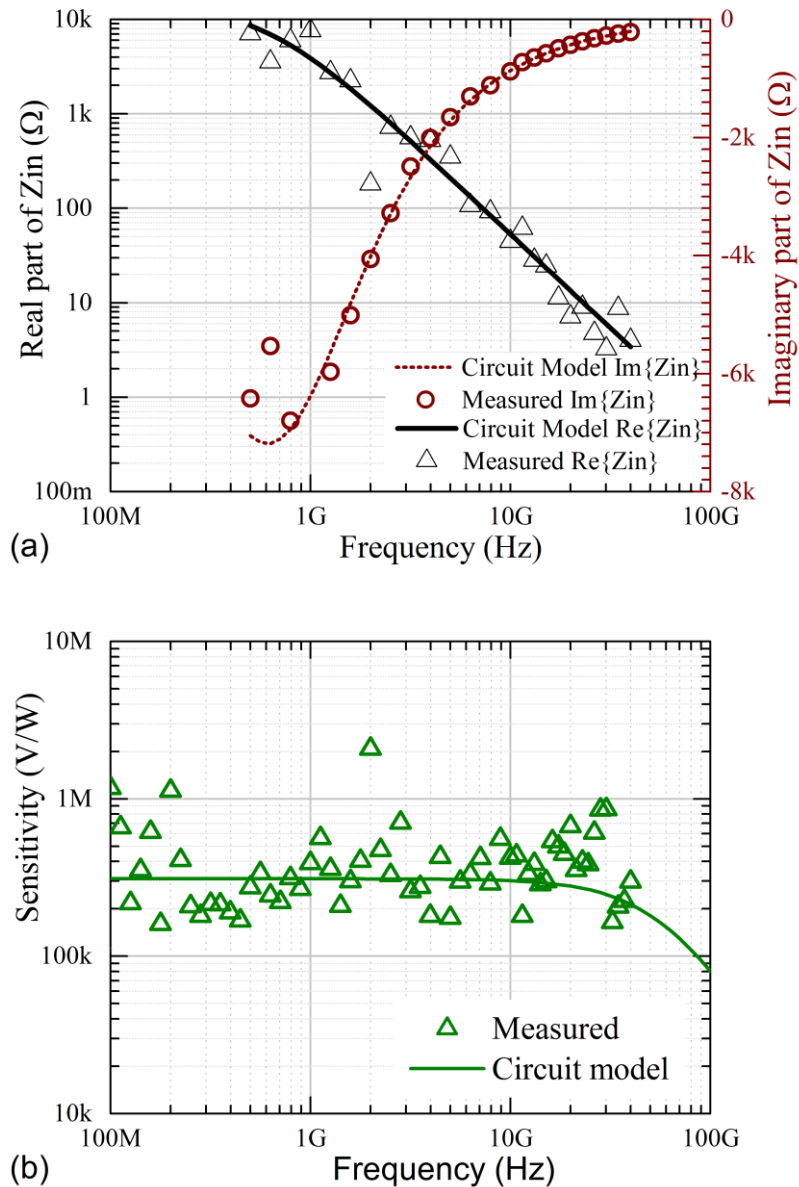 10k
1k
100
10
1
100m
Real part of Zin (Ω)
0
-2k
-4k
-6k
-8k
Imaginary part of Zin (Ω)
Circuit Model Im{Zin}
Measured Im{Zin}
Circuit Model Re{Zin}
Measured Re{Zin}
100M 1G 10G 100G
Frequency (Hz)
(a)
10M
1M
100k
10k
Sensitivity (V/W)
Measured
Circuit model
100M 1G 10G 100G
Frequency (Hz)
(b)